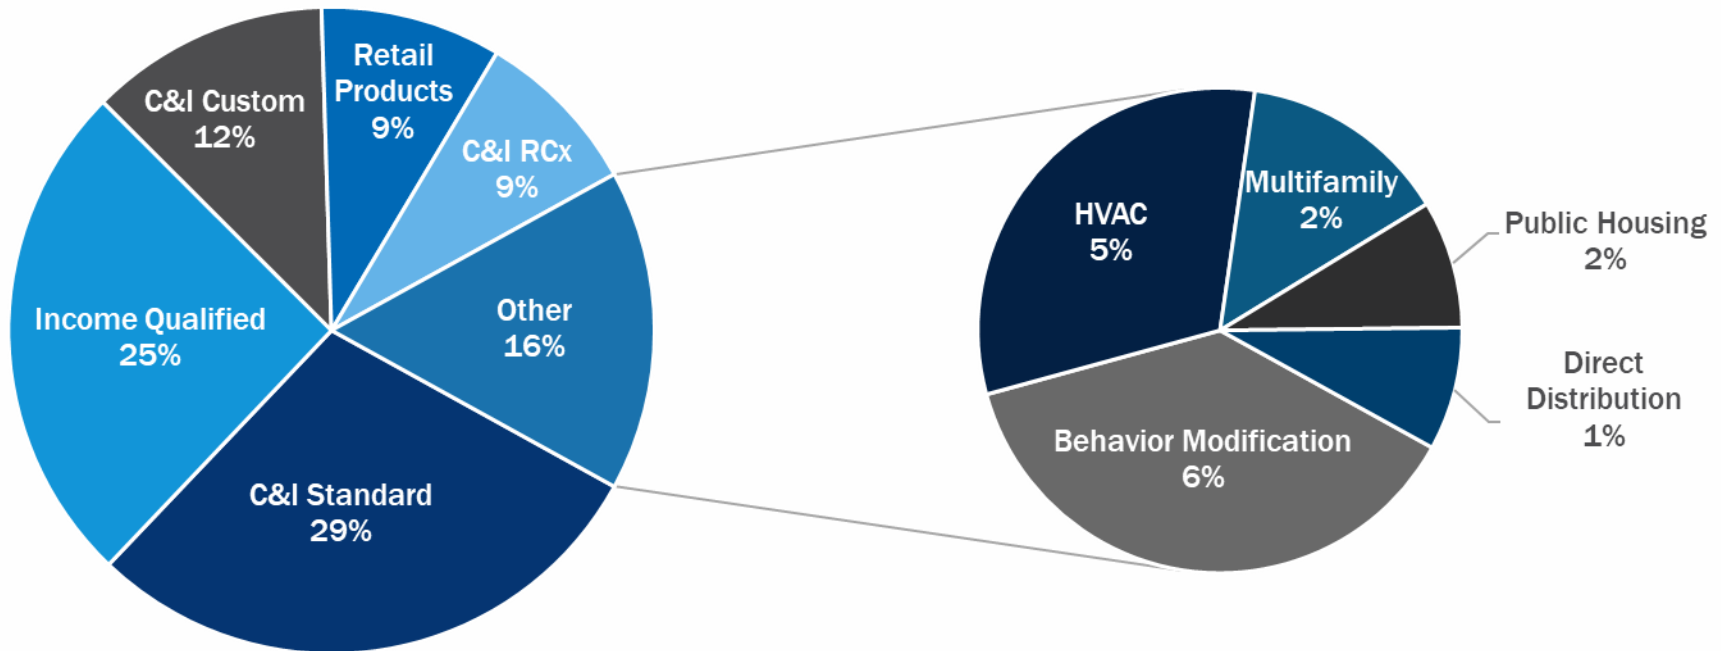 Retail
Products
9%
C&I Custom
12%
C&I RCx
9%
Income Qualified
25%
Other
16%
C&I Standard
29%
HVAC
5%
Multifamily
2%
Public Housing
2%
Direct
Distribution
1%
Behavior Modification
6%